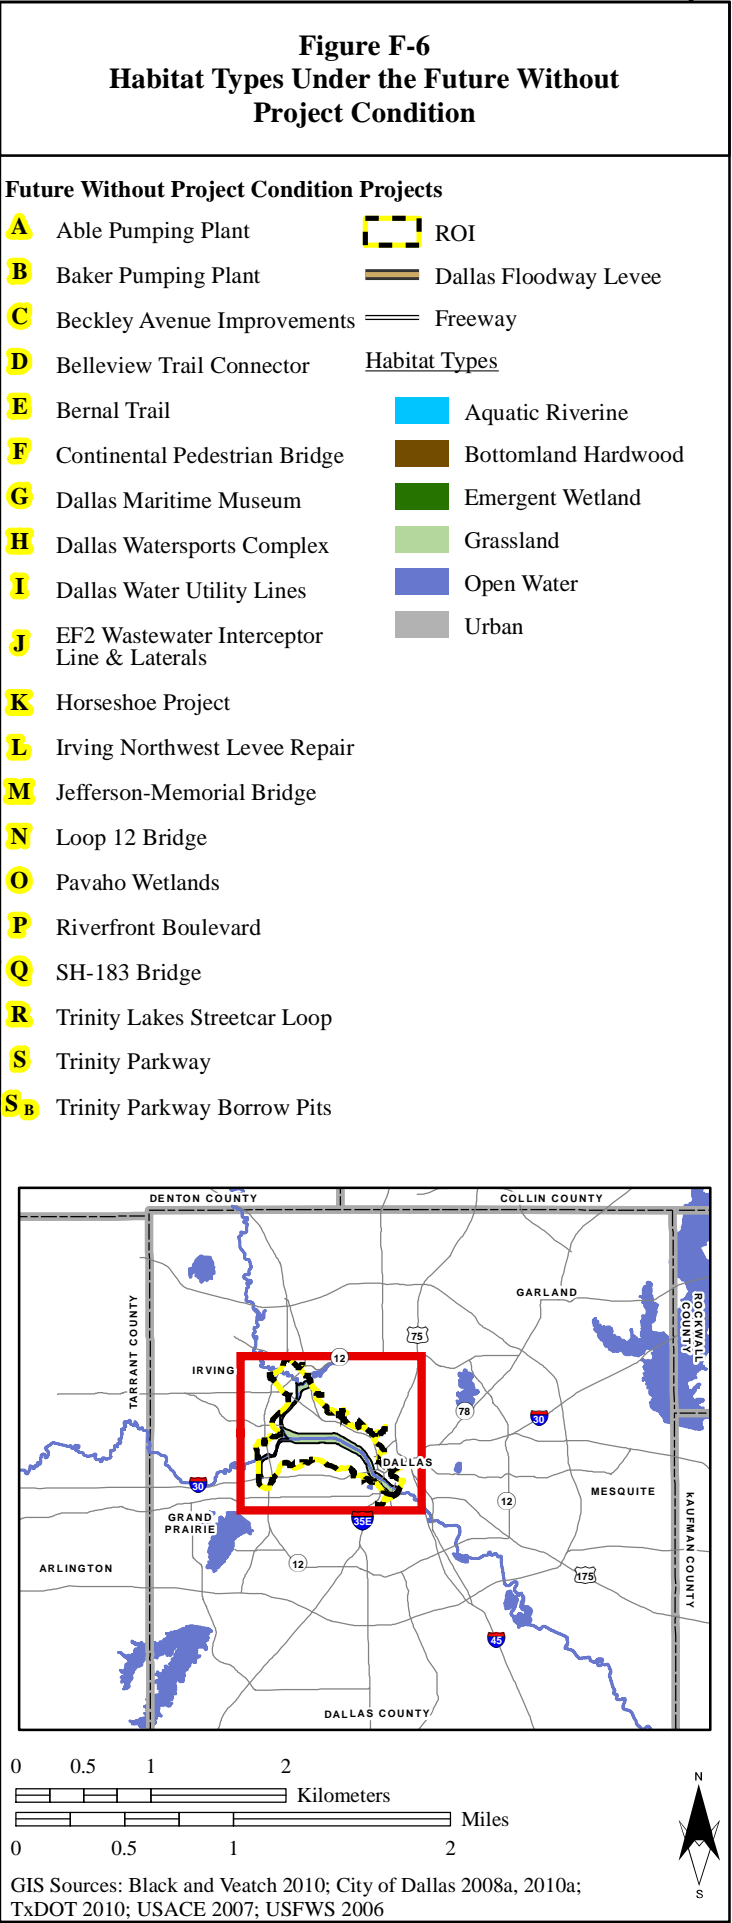 Figure F-6
Habitat Types Under the Future Without
Project Condition
Future Without Project Condition Projects
A Able Pumping Plant
B Baker Pumping Plant
C Beckley Avenue Improvements
D Belleview Trail Connector
E Bernal Trail
F Continental Pedestrian Bridge
G Dallas Maritime Museum
H Dallas Watersports Complex
I Dallas Water Utility Lines
J EF2 Wastewater Interceptor
Line & Laterals
K Horseshoe Project
L Irving Northwest Levee Repair
M Jefferson-Memorial Bridge
N Loop 12 Bridge
O Pavaho Wetlands
P Riverfront Boulevard
Q SH-183 Bridge
R Trinity Lakes Streetcar Loop
S Trinity Parkway
S B Trinity Parkway Borrow Pits
ROI
Dallas Floodway Levee
Freeway
Habitat Types
Aquatic Riverine
Bottomland Hardwood
Emergent Wetland
Grassland
Open Water
Urban
DENTON COUNTY
COLLIN COUNTY
TARRANT COUNTY
GARLAND
ROCKWALL
COUNTY
75
12
IRVING
78
30
DALLAS
30
MESQUITE
12
GRAND
PRAIRIE
35E
KAUFMAN COUNTY
12
ARLINGTON
175
45
DALLAS COUNTY
0 0.5 1 2
Kilometers
Miles
0 0.5 1 2
N
S
GIS Sources: Black and Veatch 2010; City of Dallas 2008a, 2010a;
TxDOT 2010; USACE 2007; USFWS 2006